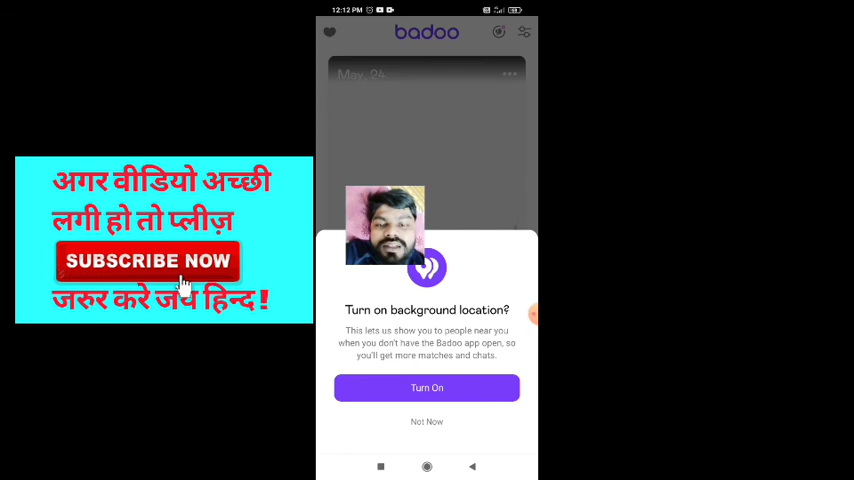 12:12 PM
badoo
May, 24
अगर वीडियो अच्छी
लगी हो तो प्लीज़
SUBSCRIBE NOW
जरुर करे जय हिन्द !
Turn on background location?
This lets us show you to people near you
when you don't have the Badoo app open, so
you'll get more matches and chats.
Turn On
Not Now